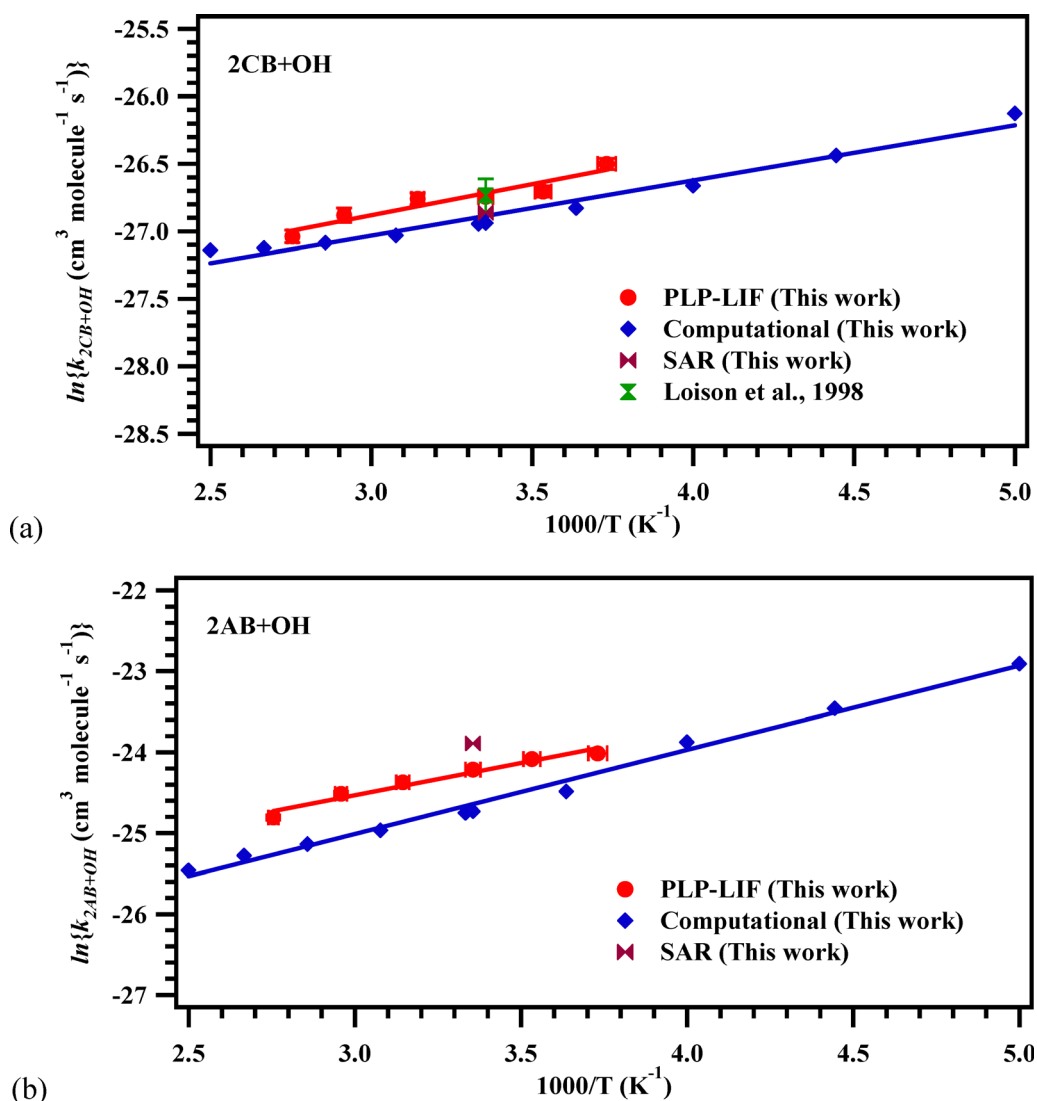 -25.5
2CB+OH
-26.0
-26.5
-27.0
-27.5
-28.0
-28.5
ln{k2CB+OH (cm³ molecule⁻¹ s⁻¹)}
PLP-LIF (This work)
Computational (This work)
SAR (This work)
Loison et al., 1998
2.5 3.0 3.5 4.0 4.5 5.0
1000/T (K⁻¹)
(a)
-22
2AB+OH
-23
-24
-25
-26
-27
ln{k2AB+OH (cm³ molecule⁻¹ s⁻¹)}
PLP-LIF (This work)
Computational (This work)
SAR (This work)
2.5 3.0 3.5 4.0 4.5 5.0
1000/T (K⁻¹)
(b)